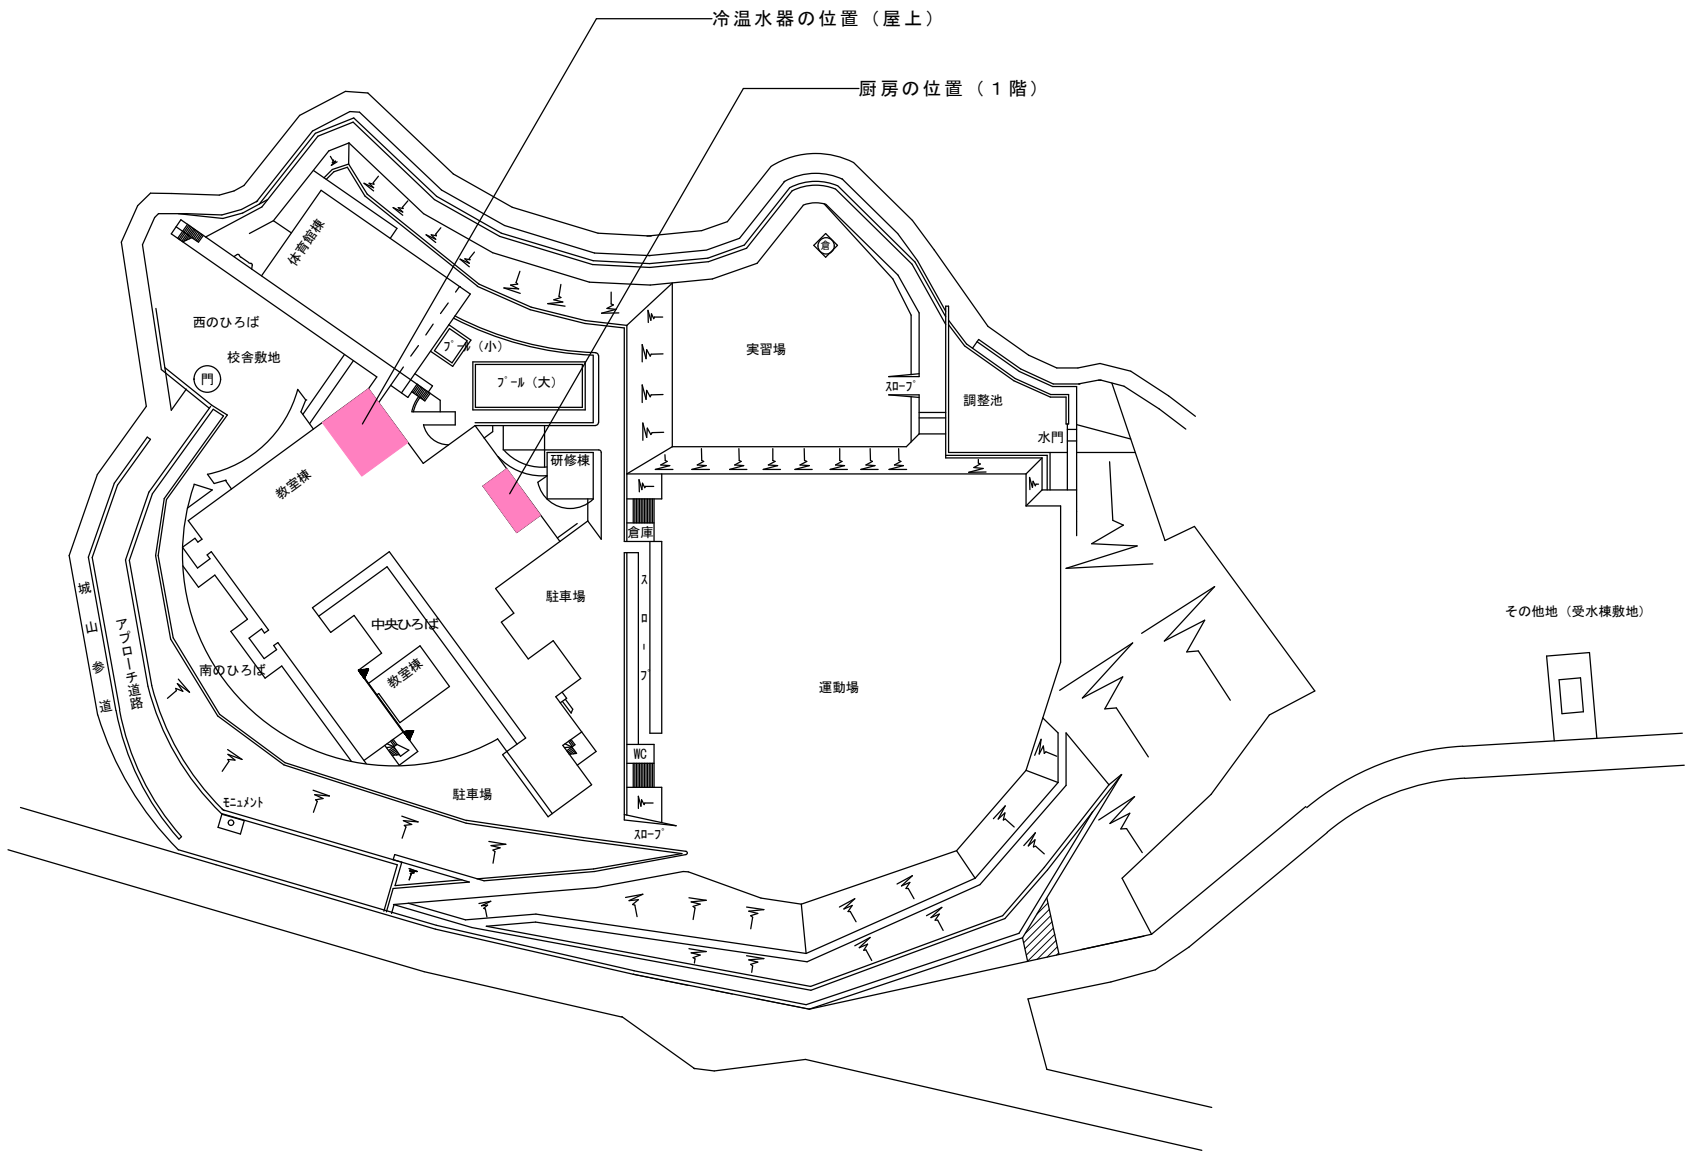 冷温水器の位置（屋上）
厨房の位置（１階）
体育館棟
倉
西のひろば
校舎敷地
門
ﾌﾟｰﾙ（小）
ﾌﾟｰﾙ（大）
実習場
ｽﾛｰﾌﾟ
調整池
水門
教室棟
研修棟
倉庫
スロープ
駐車場
その他地（受水棟敷地）
城山参道
アプローチ道路
中央ひろば
教室棟
南のひろば
運動場
WC
駐車場
ﾓﾆｭﾒﾝﾄ
ｽﾛｰﾌﾟ